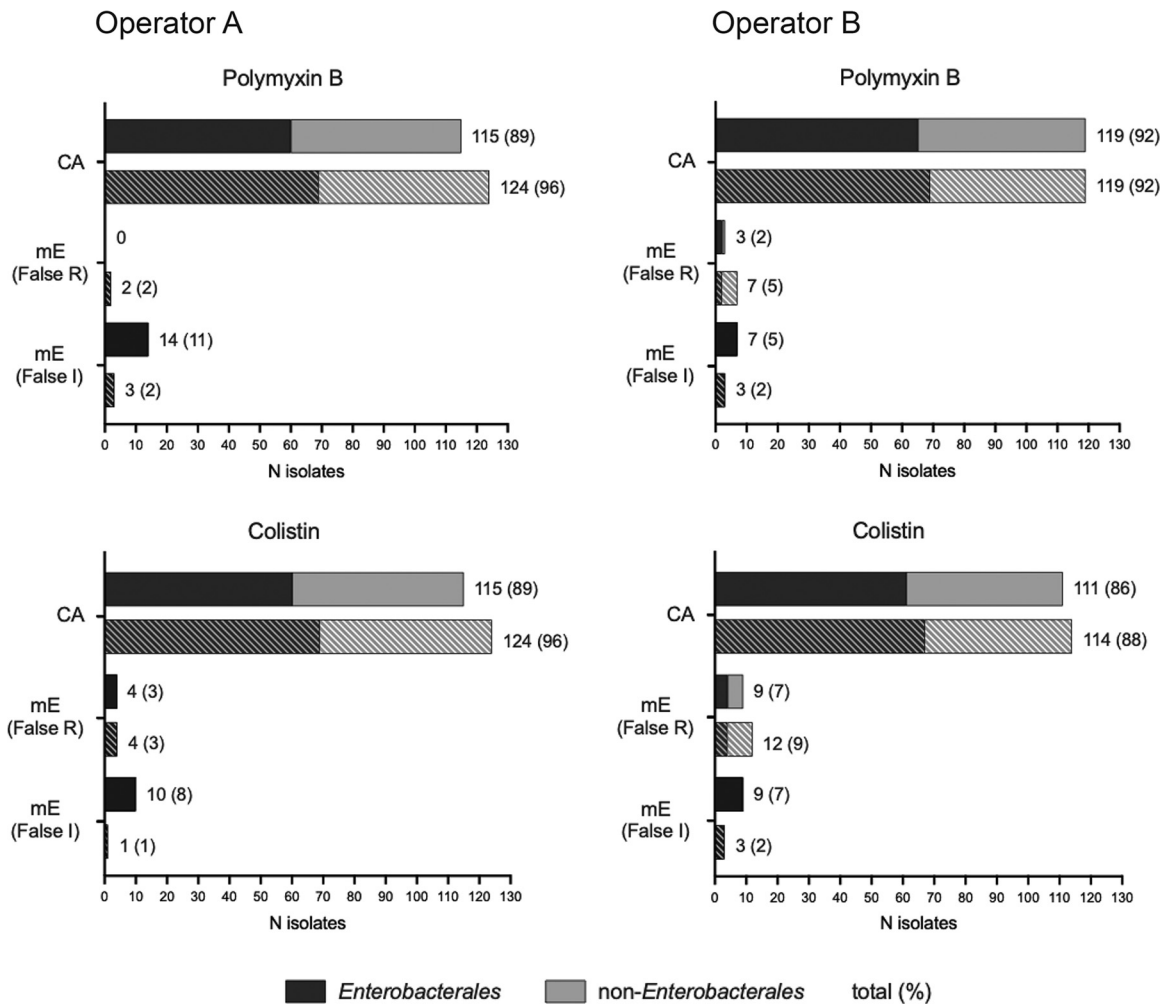 Operator A
Operator B
Polymyxin B
CA
115 (89)
124 (96)
mE
(False R)
0
2 (2)
mE
(False I)
14 (11)
3 (2)
0 10 20 30 40 50 60 70 80 90 100 110 120 130
N isolates
Polymyxin B
CA
119 (92)
119 (92)
mE
(False R)
3 (2)
7 (5)
mE
(False I)
7 (5)
3 (2)
0 10 20 30 40 50 60 70 80 90 100 110 120 130
N isolates
Colistin
CA
115 (89)
124 (96)
mE
(False R)
4 (3)
4 (3)
mE
(False I)
10 (8)
1 (1)
0 10 20 30 40 50 60 70 80 90 100 110 120 130
N isolates
Colistin
CA
111 (86)
114 (88)
mE
(False R)
9 (7)
12 (9)
mE
(False I)
9 (7)
3 (2)
0 10 20 30 40 50 60 70 80 90 100 110 120 130
N isolates
Enterobacterales non-Enterobacterales total (%)